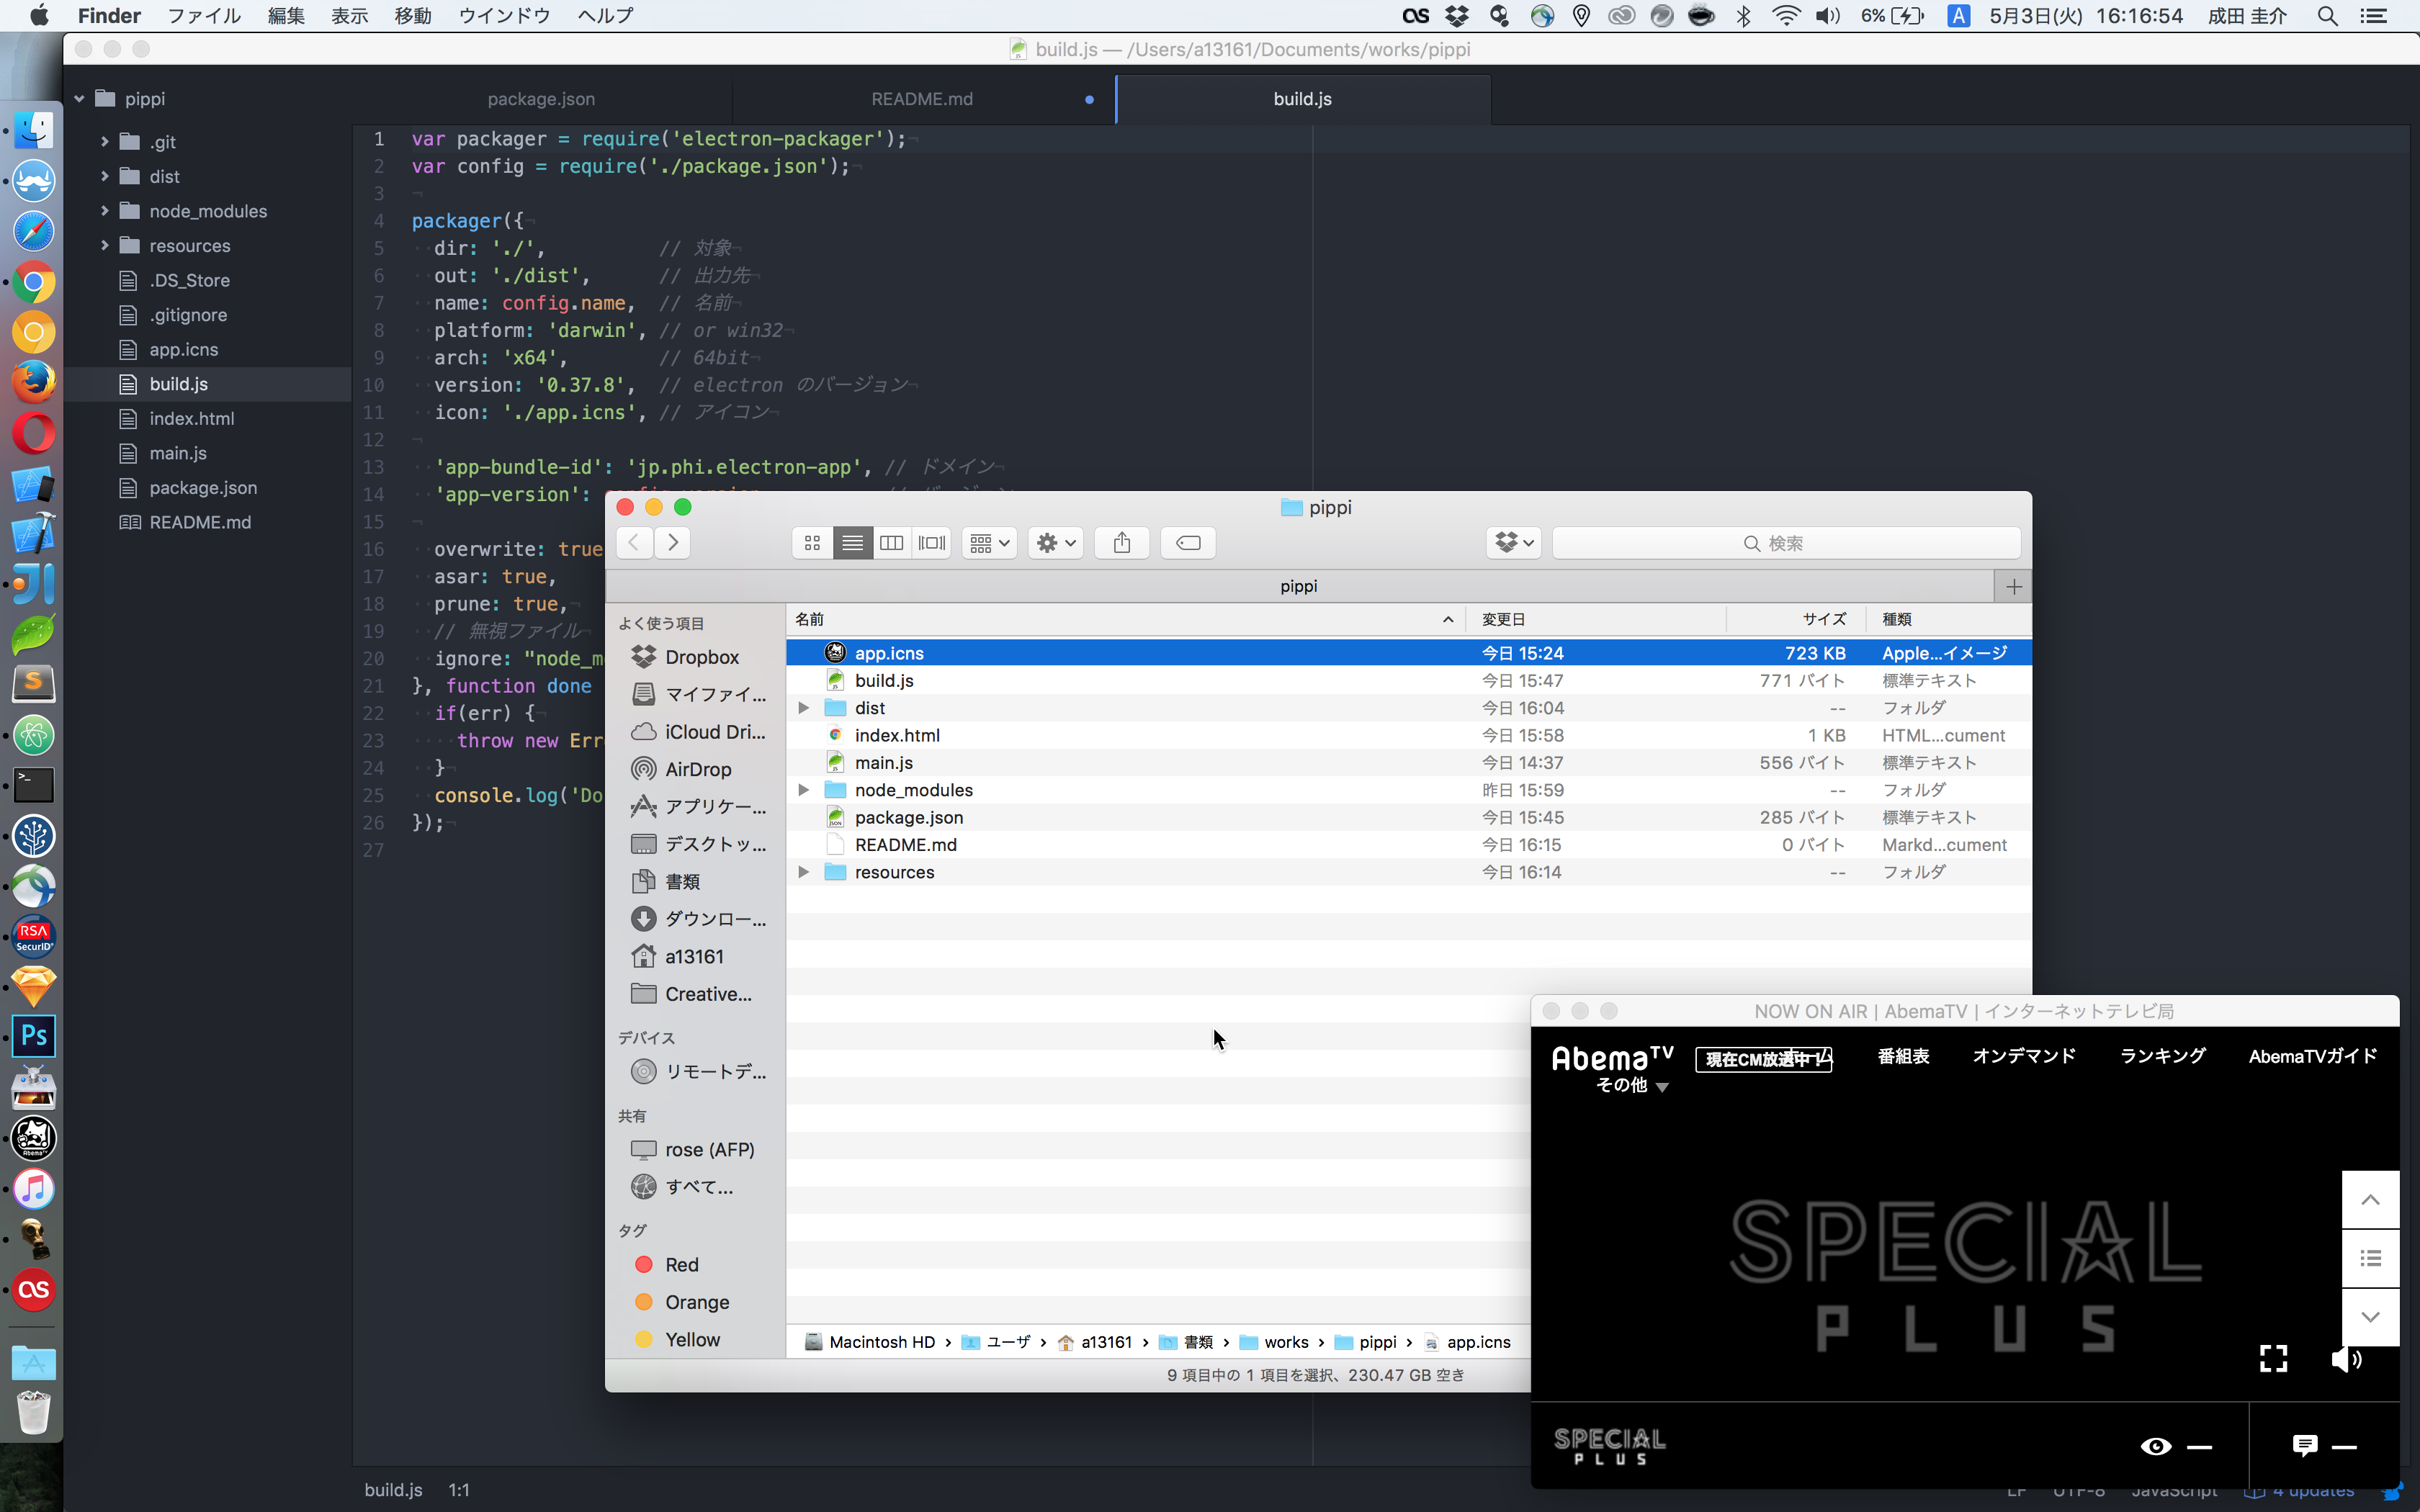 Finder ファイル 編集 表示 移動 ウインドウ ヘルプ
6% A 5月3日(火) 16:16:54 成田 圭介
build.js — /Users/a13161/Documents/works/pippi
pippi
.git
dist
node_modules
resources
.DS_Store
.gitignore
app.icns
build.js
index.html
main.js
package.json
README.md
package.json README.md build.js
1 var packager = require('electron-packager');
2 var config = require('./package.json');
3
4 packager({
5 dir: './', // 対象
6 out: './dist', // 出力先
7 name: config.name, // 名前
8 platform: 'darwin', // or win32
9 arch: 'x64', // 64bit
10 version: '0.37.8', // electron のバージョン
11 icon: './app.icns', // アイコン
12
13 'app-bundle-id': 'jp.phi.electron-app', // ドメイン
14 'app-version':
15
16 overwrite: true
17 asar: true,
18 prune: true,
19 // 無視ファイル
20 ignore: "node_m
21 }, function done
22 if(err) {
23 throw new Err
24 }
25 console.log('Do
26 });
27
build.js 1:1
pippi
検索
pippi
よく使う項目
Dropbox
マイファイ...
iCloud Dri...
AirDrop
アプリケー...
デスクトッ...
書類
ダウンロー...
a13161
Creative...
デバイス
リモートデ...
共有
rose (AFP)
すべて...
タグ
Red
Orange
Yellow
名前 変更日 サイズ 種類
app.icns 今日 15:24 723 KB Apple...イメージ
build.js 今日 15:47 771 バイト 標準テキスト
dist 今日 16:04 -- フォルダ
index.html 今日 15:58 1 KB HTML...cument
main.js 今日 14:37 556 バイト 標準テキスト
node_modules 昨日 15:59 -- フォルダ
package.json 今日 15:45 285 バイト 標準テキスト
README.md 今日 16:15 0 バイト Markd...cument
resources 今日 16:14 -- フォルダ
Macintosh HD › ユーザ › a13161 › 書類 › works › pippi › app.icns
9 項目中の 1 項目を選択、230.47 GB 空き
NOW ON AIR | AbemaTV | インターネットテレビ局
AbemaTV 現在CM放送中! 番組表 オンデマンド ランキング AbemaTVガイド
その他
SPECIAL
PLUS
SPECIAL
PLUS
LF UTF-8 JavaScript 4 updates
RSA
SecurID
Ps